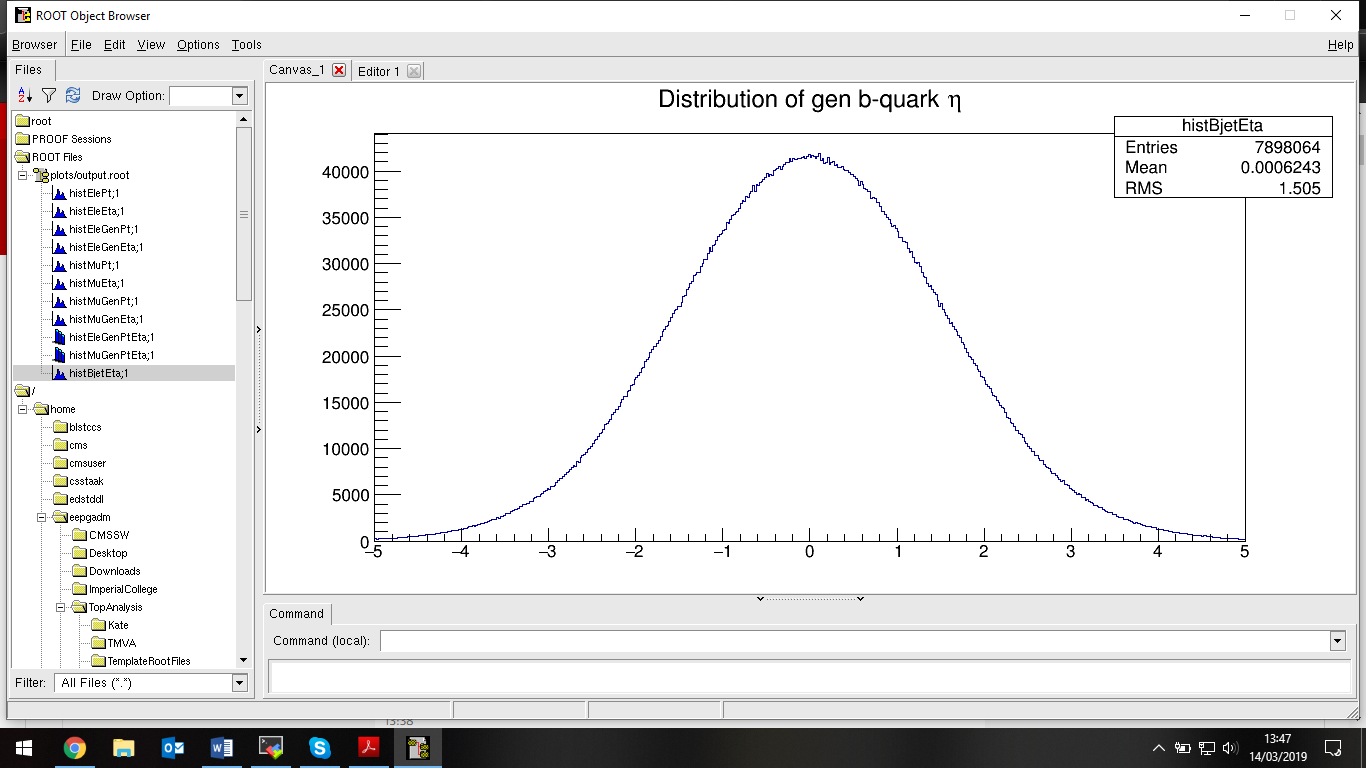 ROOT Object Browser
Browser File Edit View Options Tools Help
Files
Draw Option:
root
PROOF Sessions
ROOT Files
plots/output.root
histElePt;1
histEleEta;1
histEleGenPt;1
histEleGenEta;1
histMuPt;1
histMuEta;1
histMuGenPt;1
histMuGenEta;1
histEleGenPtEta;1
histMuGenPtEta;1
histBjetEta;1
/
home
blstccs
cms
cmsuser
csstaak
edstddl
eepgadm
CMSSW
Desktop
Downloads
ImperialCollege
TopAnalysis
Kate
TMVA
TemplateRootFiles
Filter: All Files (*.*)
Canvas_1 Editor 1
Distribution of gen b-quark η
histBjetEta
Entries 7898064
Mean 0.0006243
RMS 1.505
40000
35000
30000
25000
20000
15000
10000
5000
0
−5 −4 −3 −2 −1 0 1 2 3 4 5
Command
Command (local):
13:38
13:47
14/03/2019